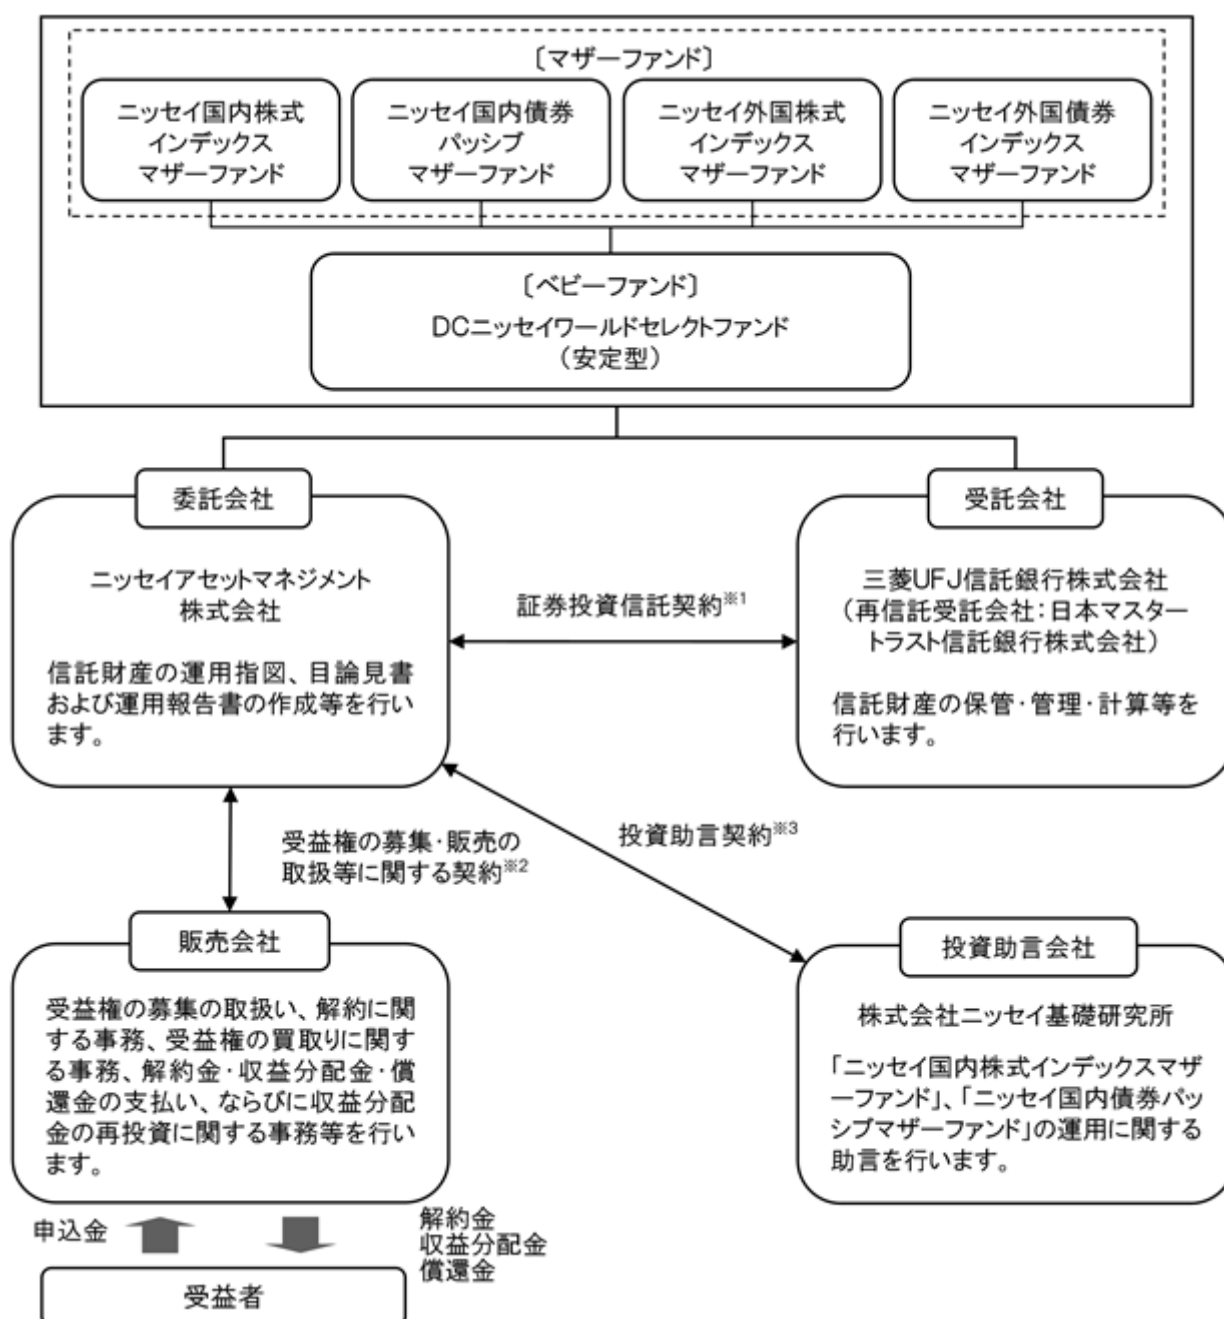 〔マザーファンド〕
ニッセイ国内株式
インデックス
マザーファンド
ニッセイ国内債券
パッシブ
マザーファンド
ニッセイ外国株式
インデックス
マザーファンド
ニッセイ外国債券
インデックス
マザーファンド
〔ベビーファンド〕
DCニッセイワールドセレクトファンド
（安定型）
委託会社
ニッセイアセットマネジメント
株式会社
信託財産の運用指図、目論見書
および運用報告書の作成等を行い
ます。
証券投資信託契約※1
受託会社
三菱UFJ信託銀行株式会社
（再信託受託会社：日本マスター
トラスト信託銀行株式会社）
信託財産の保管・管理・計算等を
行います。
受益権の募集・販売の
取扱等に関する契約※2
投資助言契約※3
販売会社
受益権の募集の取扱い、解約に関
する事務、受益権の買取りに関す
る事務、解約金・収益分配金・償
還金の支払い、ならびに収益分配
金の再投資に関する事務等を行い
ます。
投資助言会社
株式会社ニッセイ基礎研究所
「ニッセイ国内株式インデックスマザ
ーファンド」、「ニッセイ国内債券パッ
シブマザーファンド」の運用に関する
助言を行います。
申込金
解約金
収益分配金
償還金
受益者